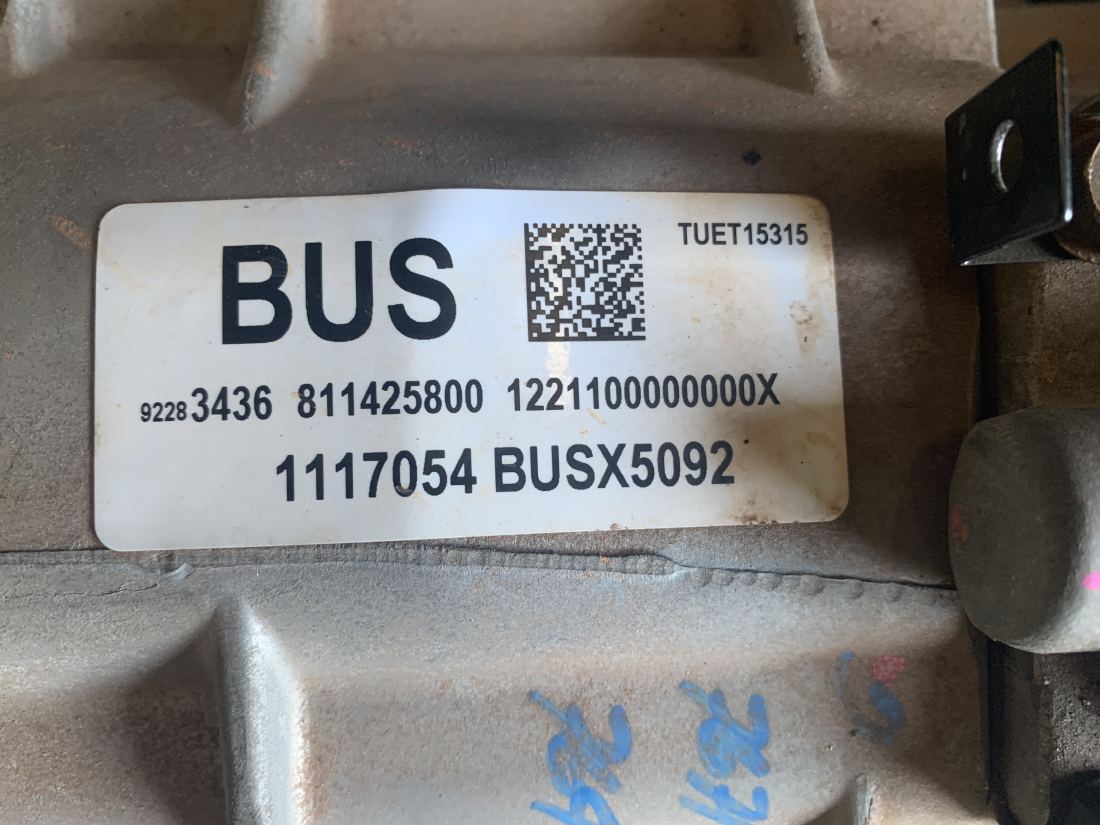 BUS
TUET15315
92283436 811425800 1221100000000X
1117054 BUSX5092